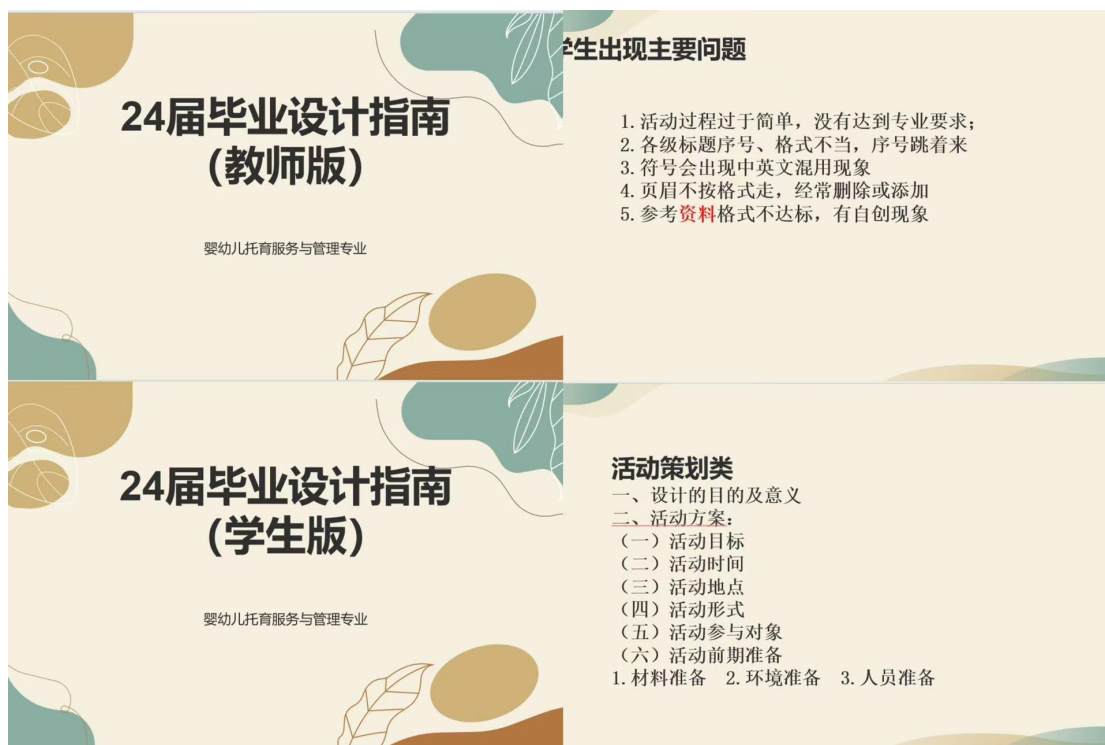 24届毕业设计指南
（教师版）
婴幼儿托育服务与管理专业
学生出现主要问题
1.活动过程过于简单，没有达到专业要求；
2.各级标题序号、格式不当，序号跳着来
3.符号会出现中英文混用现象
4.页眉不按格式走，经常删除或添加
5.参考资料格式不达标，有自创现象
24届毕业设计指南
（学生版）
婴幼儿托育服务与管理专业
活动策划类
一、设计的目的及意义
二、活动方案：
（一）活动目标
（二）活动时间
（三）活动地点
（四）活动形式
（五）活动参与对象
（六）活动前期准备
1.材料准备 2.环境准备 3.人员准备